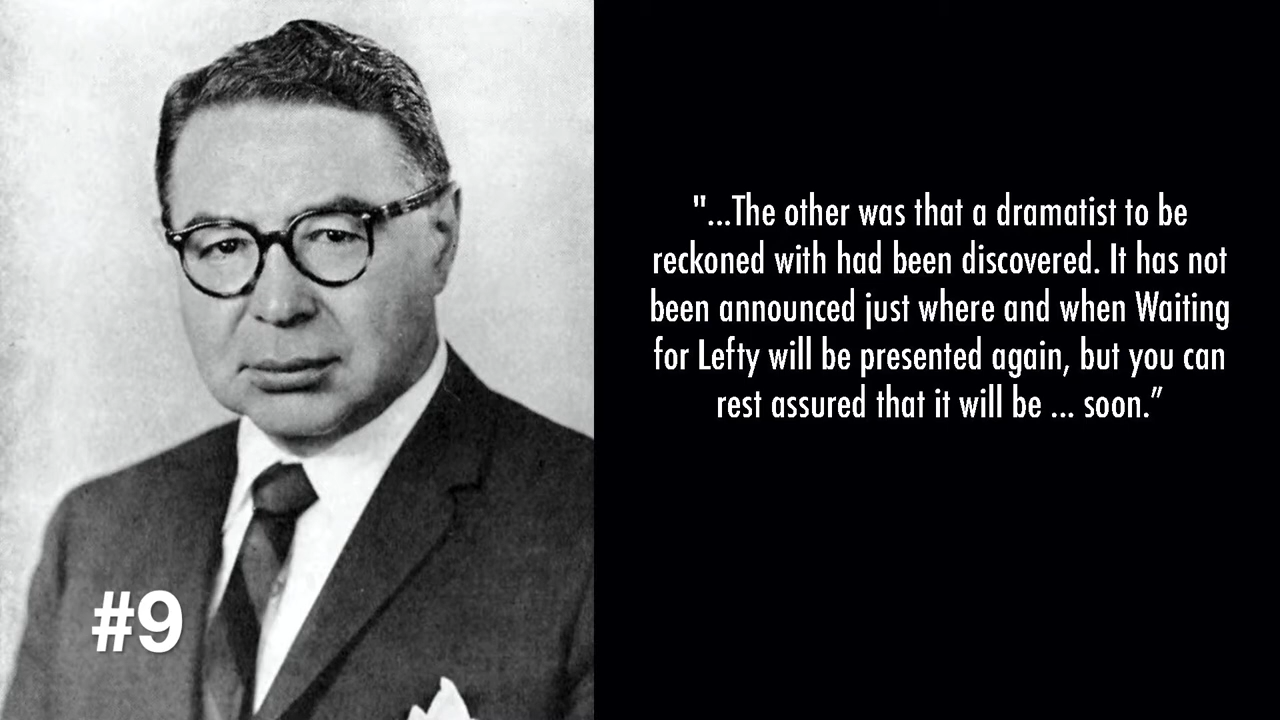 "...The other was that a dramatist to be
reckoned with had been discovered. It has not
been announced just where and when Waiting
for Lefty will be presented again, but you can
rest assured that it will be ... soon.”
#9